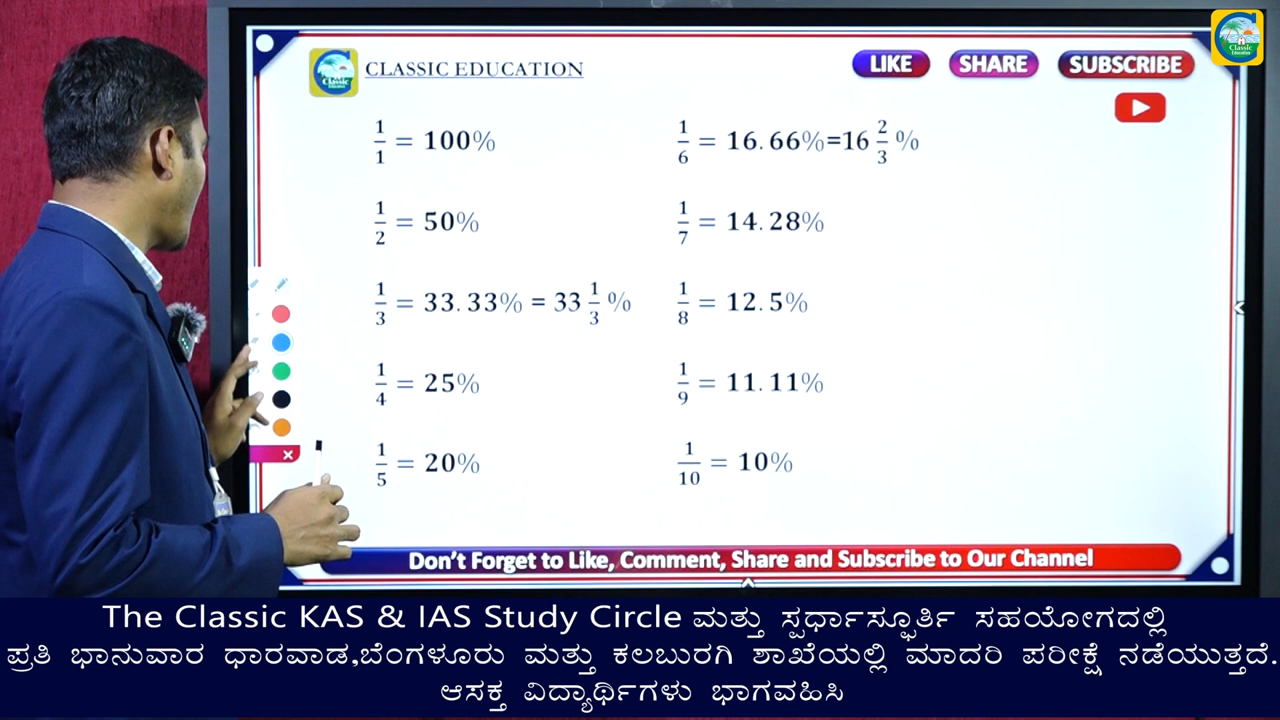 CLASSIC EDUCATION
LIKE SHARE SUBSCRIBE
Classic Education
1/1 = 100%
1/6 = 16.66%=16 2/3 %
1/2 = 50%
1/7 = 14.28%
1/3 = 33.33% = 33 1/3 %
1/8 = 12.5%
1/4 = 25%
1/9 = 11.11%
1/5 = 20%
1/10 = 10%
Don't Forget to Like, Comment, Share and Subscribe to Our Channel
The Classic KAS & IAS Study Circle ಮತ್ತು ಸ್ಪರ್ಧಾಸ್ಫೂರ್ತಿ ಸಹಯೋಗದಲ್ಲಿ
ಪ್ರತಿ ಭಾನುವಾರ ಧಾರವಾಡ,ಬೆಂಗಳೂರು ಮತ್ತು ಕಲಬುರಗಿ ಶಾಖೆಯಲ್ಲಿ ಮಾದರಿ ಪರೀಕ್ಷೆ ನಡೆಯುತ್ತದೆ.
ಆಸಕ್ತ ವಿದ್ಯಾರ್ಥಿಗಳು ಭಾಗವಹಿಸಿ